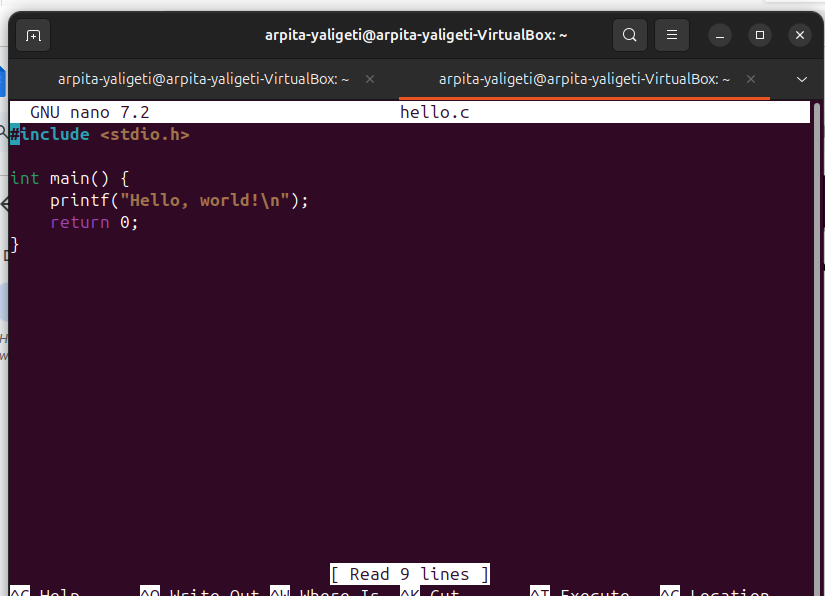 arpita-yaligeti@arpita-yaligeti-VirtualBox: ~
arpita-yaligeti@arpita-yaligeti-VirtualBox: ~ arpita-yaligeti@arpita-yaligeti-VirtualBox: ~
GNU nano 7.2 hello.c
#include <stdio.h>
int main() {
    printf("Hello, world!\n");
    return 0;
}
[ Read 9 lines ]
^G Help ^O Write Out ^W Where Is ^K Cut ^T Execute ^C Location